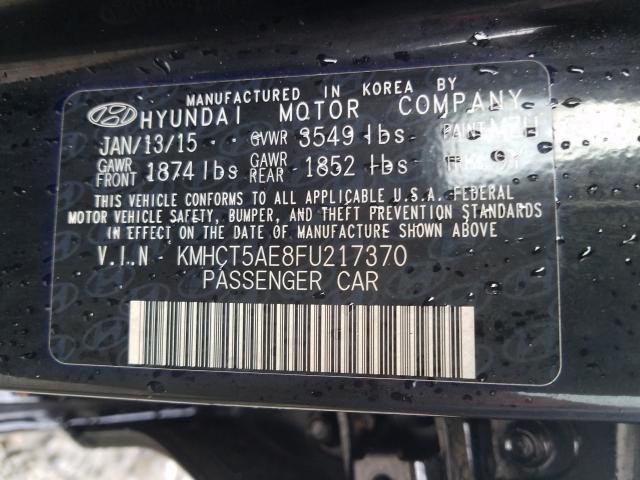 MANUFACTURED IN KOREA BY
HYUNDAI MOTOR COMPANY
JAN/13/15 GVWR 3549 lbs PAINT
GAWR FRONT 1874 lbs GAWR REAR 1852 lbs
THIS VEHICLE CONFORMS TO ALL APPLICABLE U.S.A. FEDERAL
MOTOR VEHICLE SAFETY, BUMPER, AND THEFT PREVENTION STANDARDS
IN EFFECT ON THE DATE OF MANUFACTURE SHOWN ABOVE.
V.I.N - KMHCT5AE8FU217370
PASSENGER CAR